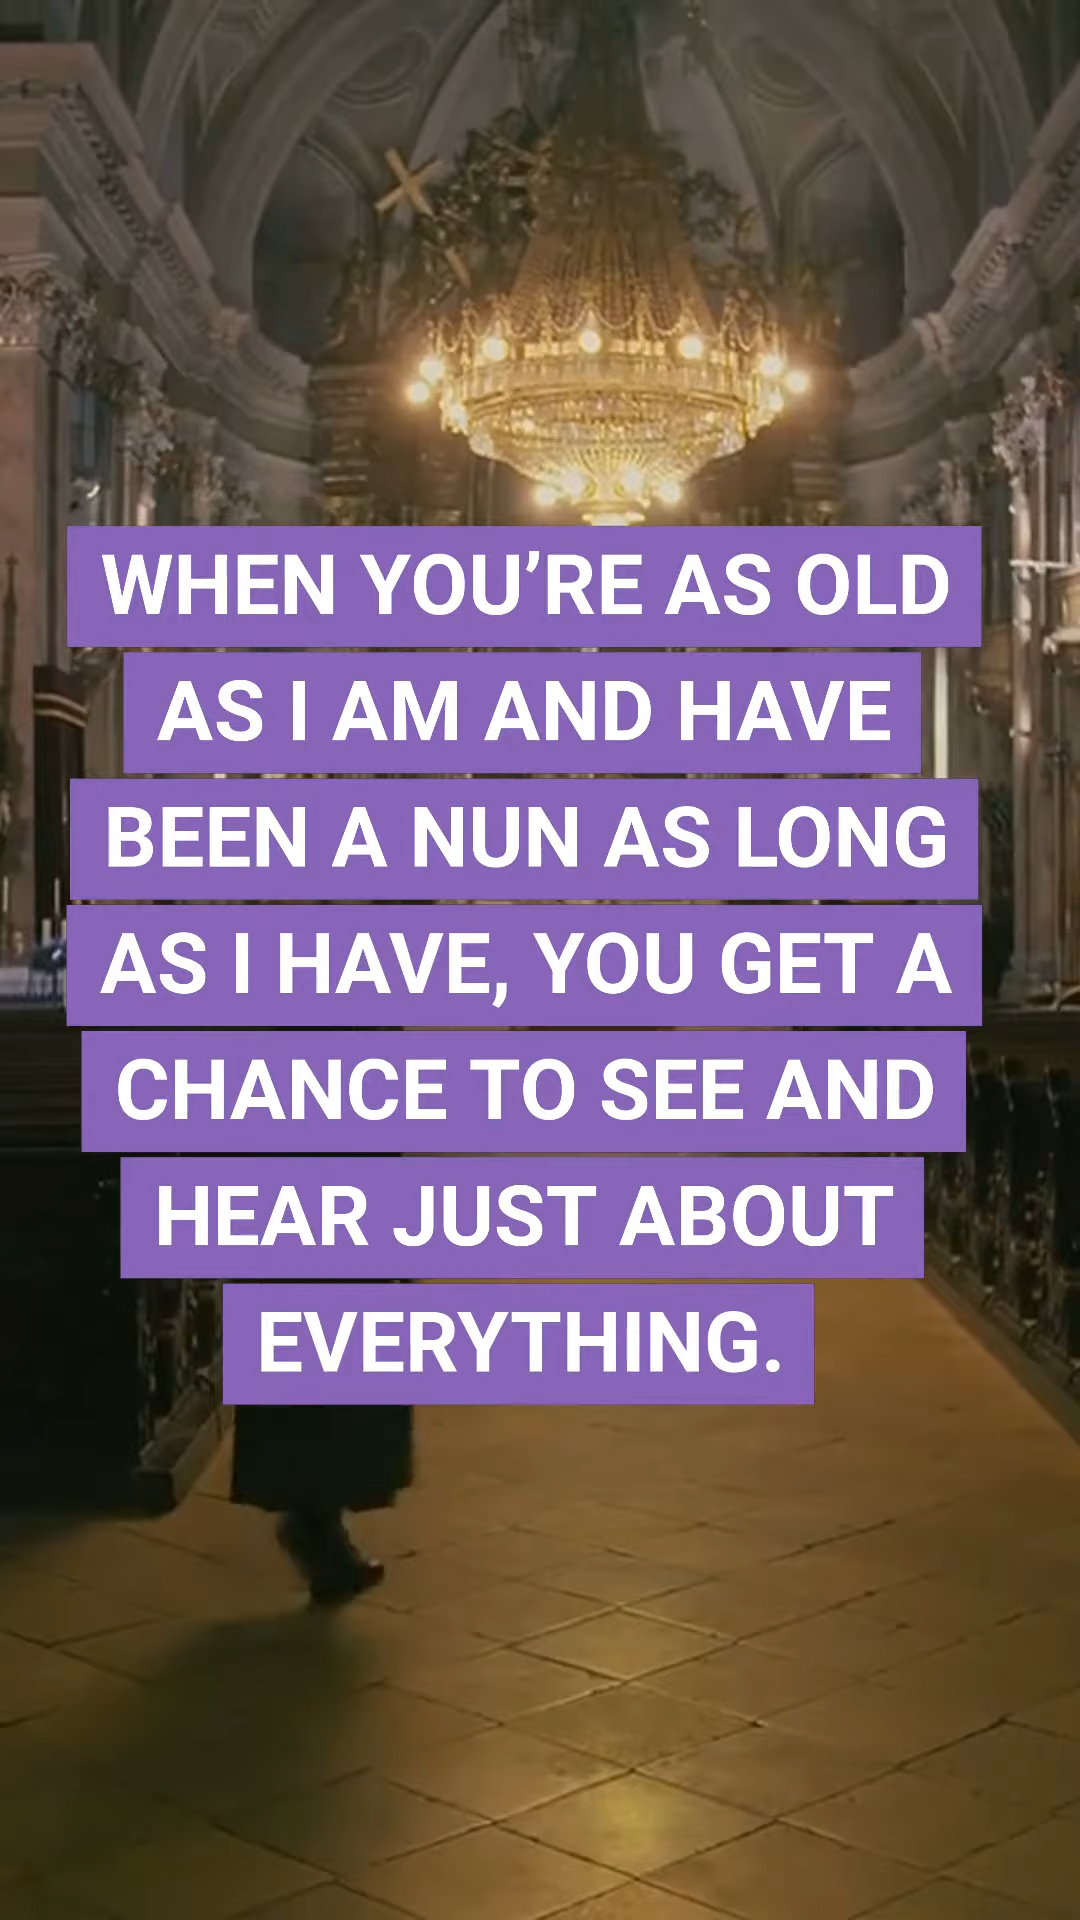 WHEN YOU’RE AS OLD
AS I AM AND HAVE
BEEN A NUN AS LONG
AS I HAVE, YOU GET A
CHANCE TO SEE AND
HEAR JUST ABOUT
EVERYTHING.